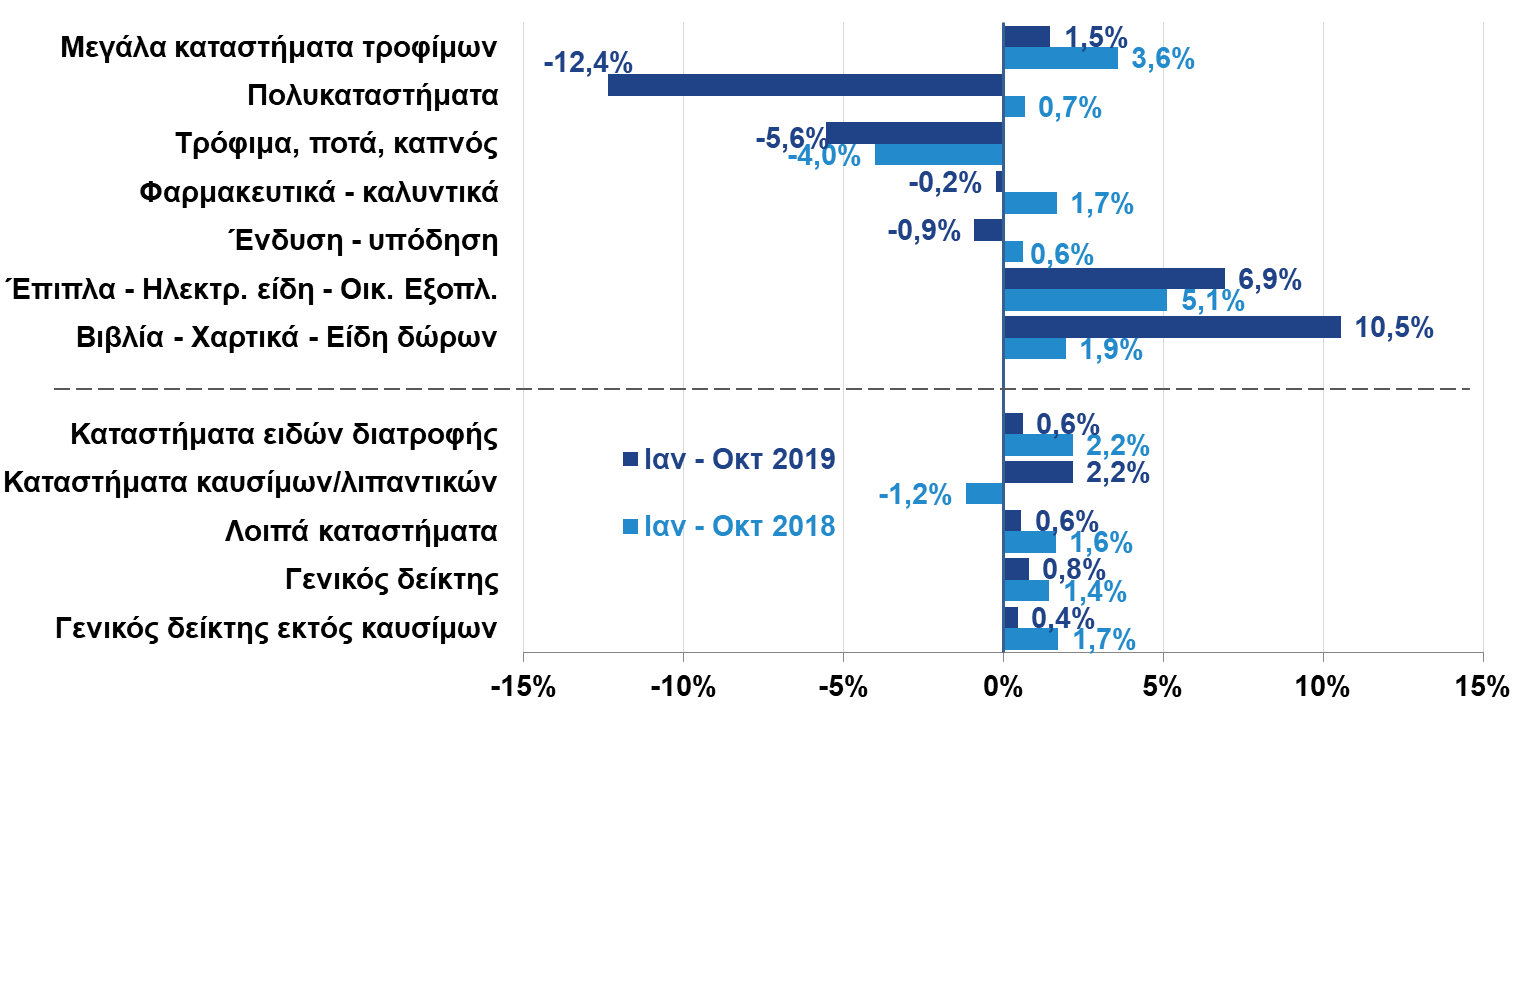 Μεγάλα καταστήματα τροφίμων 1,5% 3,6%
Πολυκαταστήματα -12,4% 0,7%
Τρόφιμα, ποτά, καπνός -5,6% -4,0%
Φαρμακευτικά - καλυντικά -0,2% 1,7%
Ένδυση - υπόδηση -0,9% 0,6%
Έπιπλα - Ηλεκτρ. είδη - Οικ. Εξοπλ. 6,9% 5,1%
Βιβλία - Χαρτικά - Είδη δώρων 10,5% 1,9%
Καταστήματα ειδών διατροφής 0,6% 2,2%
Καταστήματα καυσίμων/λιπαντικών 2,2% -1,2%
Λοιπά καταστήματα 0,6% 1,6%
Γενικός δείκτης 0,8% 1,4%
Γενικός δείκτης εκτός καυσίμων 0,4% 1,7%
Ιαν - Οκτ 2019
Ιαν - Οκτ 2018
-15% -10% -5% 0% 5% 10% 15%